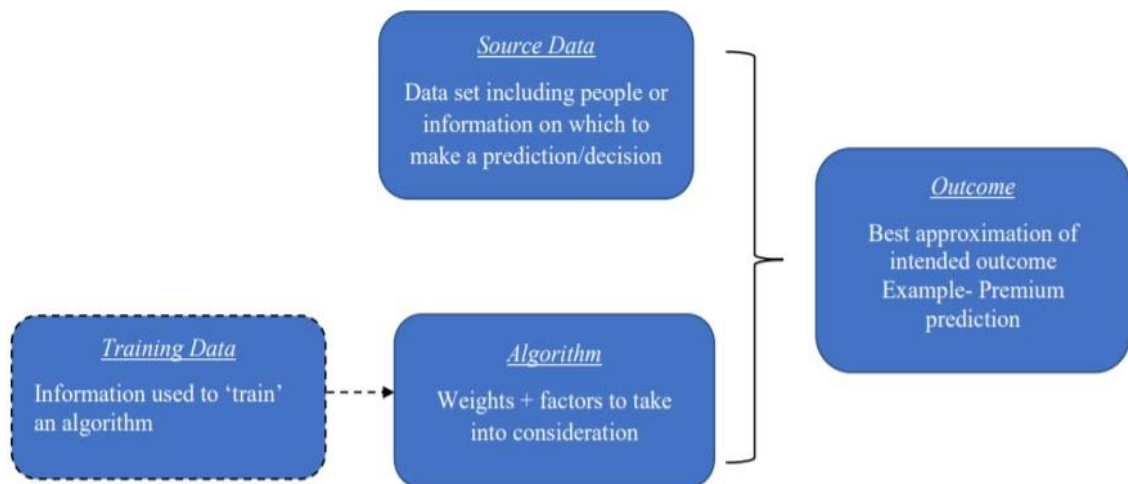 Source Data
Data set including people or
information on which to
make a prediction/decision
Outcome
Best approximation of
intended outcome
Example- Premium
prediction
Training Data
Information used to ‘train’
an algorithm
Algorithm
Weights + factors to take
into consideration